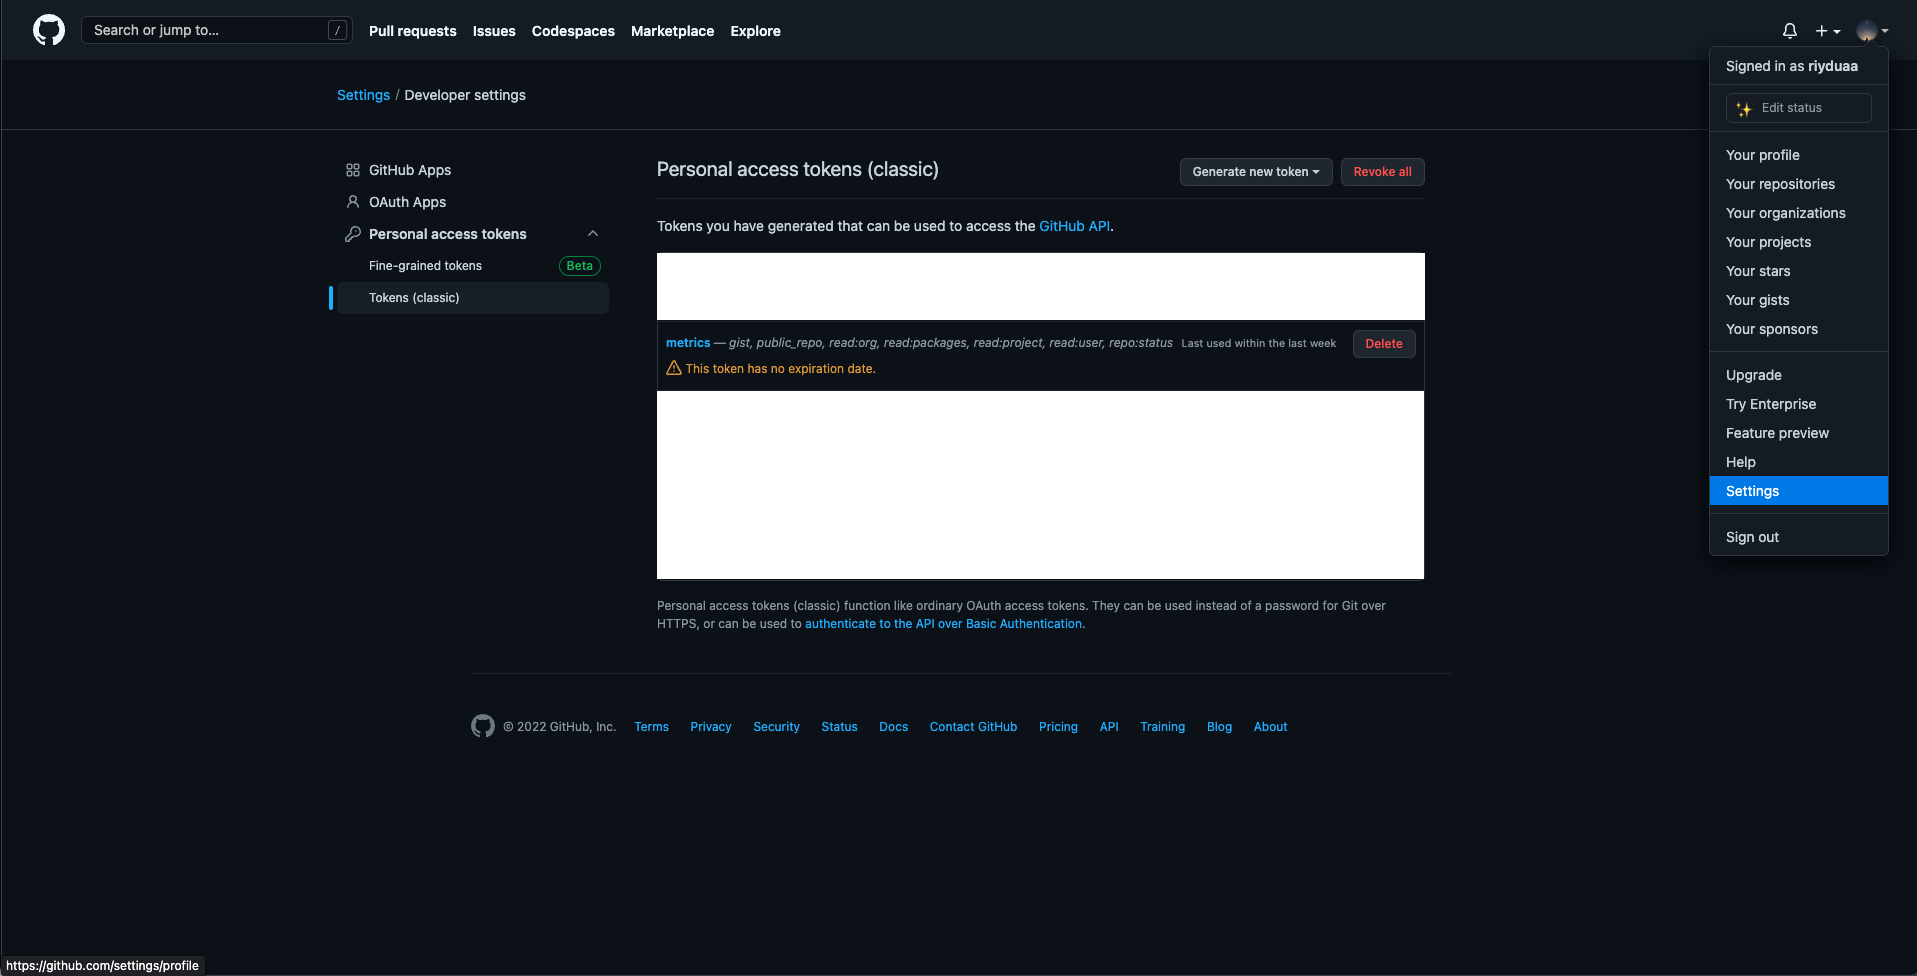 Search or jump to... /
Pull requests Issues Codespaces Marketplace Explore
Signed in as riyduaa
Edit status
Your profile
Your repositories
Your organizations
Your projects
Your stars
Your gists
Your sponsors
Upgrade
Try Enterprise
Feature preview
Help
Settings
Sign out
Settings / Developer settings
GitHub Apps
OAuth Apps
Personal access tokens
Fine-grained tokens Beta
Tokens (classic)
Personal access tokens (classic) Generate new token Revoke all
Tokens you have generated that can be used to access the GitHub API.
metrics — gist, public_repo, read:org, read:packages, read:project, read:user, repo:status Last used within the last week Delete
This token has no expiration date.
Personal access tokens (classic) function like ordinary OAuth access tokens. They can be used instead of a password for Git over
HTTPS, or can be used to authenticate to the API over Basic Authentication.
© 2022 GitHub, Inc. Terms Privacy Security Status Docs Contact GitHub Pricing API Training Blog About
https://github.com/settings/profile